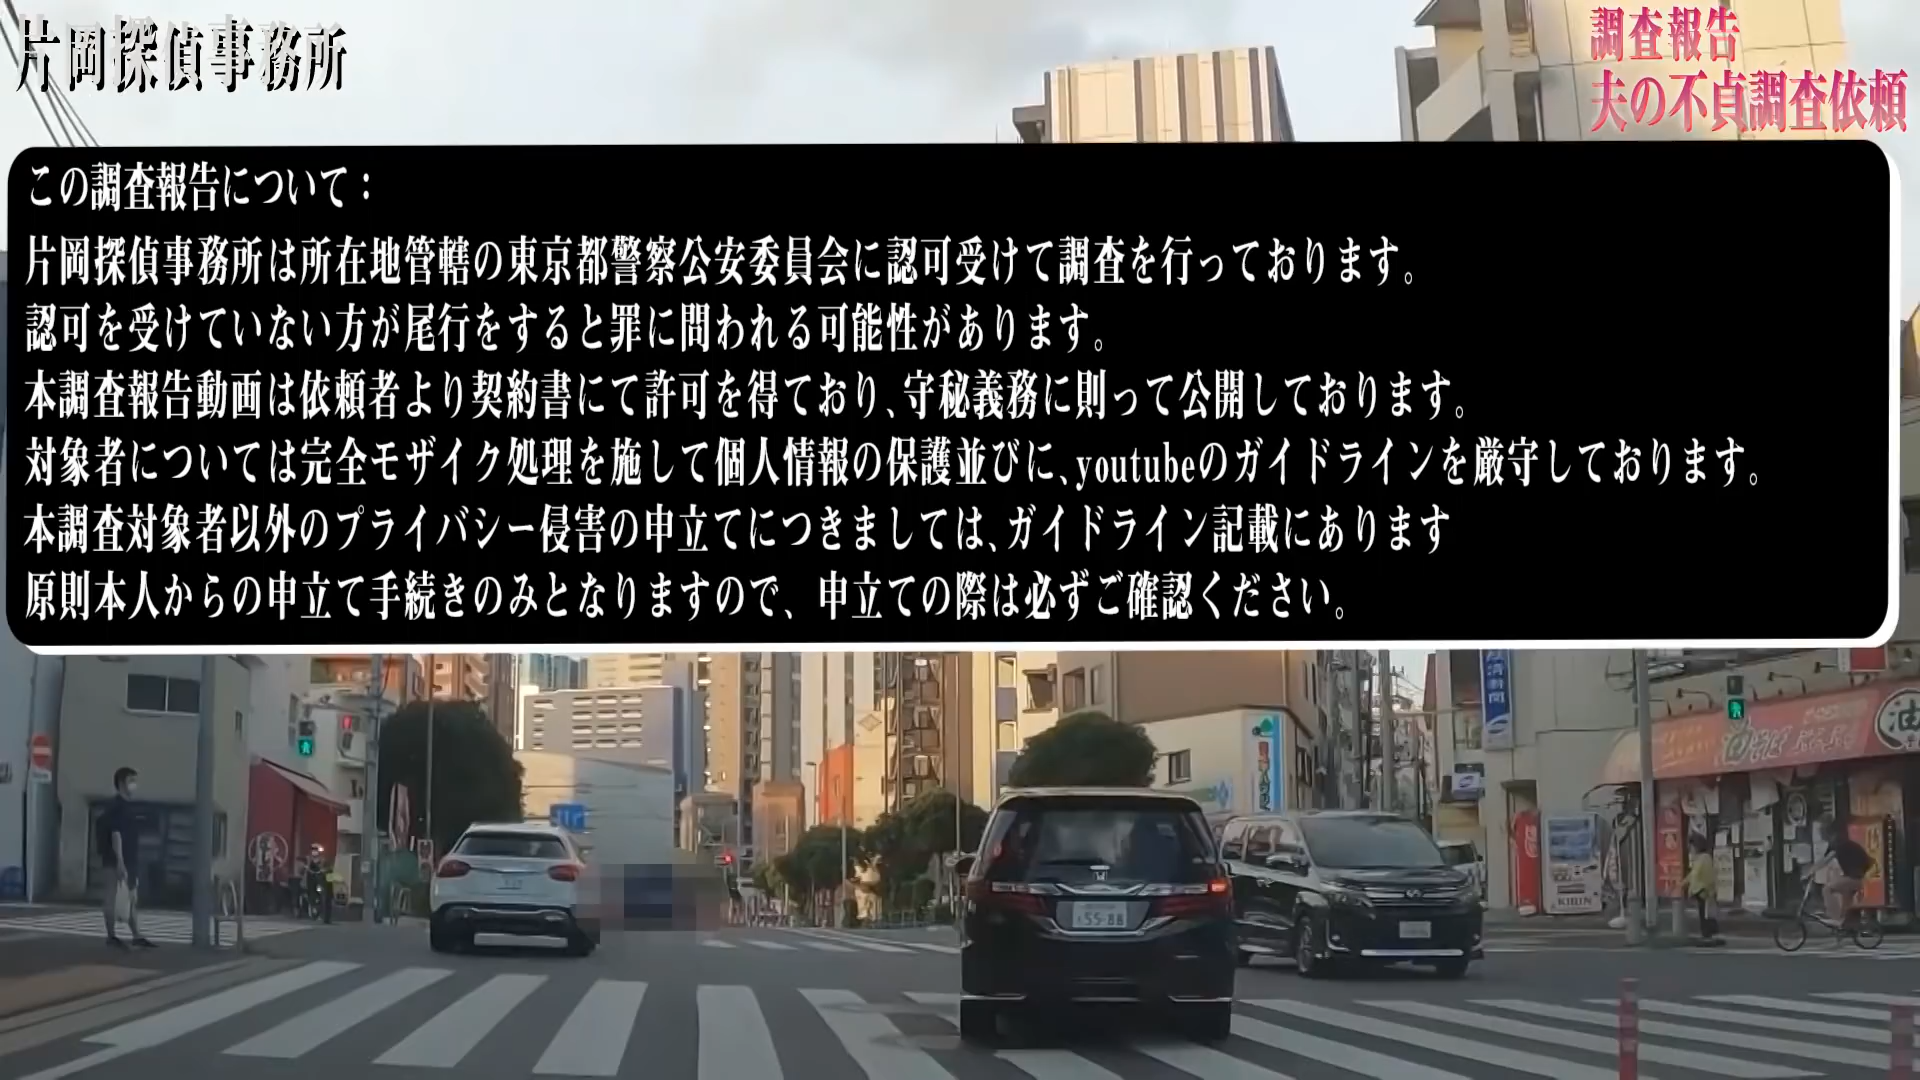 片岡探偵事務所
調査報告
夫の不貞調査依頼
この調査報告について：
片岡探偵事務所は所在地管轄の東京都警察公安委員会に認可受けて調査を行っております。
認可を受けていない方が尾行をすると罪に問われる可能性があります。
本調査報告動画は依頼者より契約書にて許可を得ており、守秘義務に則って公開しております。
対象者については完全モザイク処理を施して個人情報の保護並びに、youtubeのガイドラインを厳守しております。
本調査対象者以外のプライバシー侵害の申立てにつきましては、ガイドライン記載にあります
原則本人からの申立て手続きのみとなりますので、申立ての際は必ずご確認ください。
55-88
KIRIN